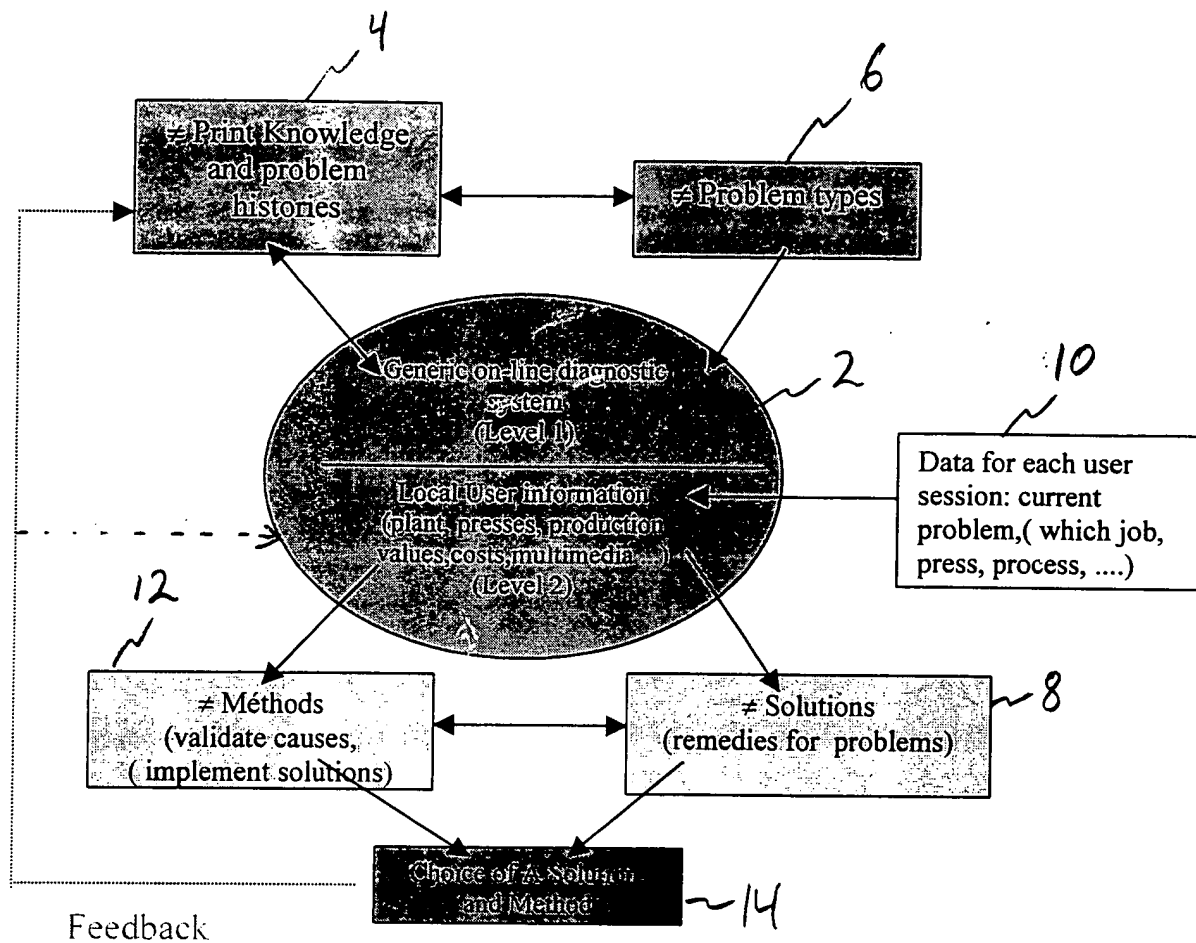 4
6
≠ Print Knowledge
and problem
histories
≠ Problem types
Generic on-line diagnostic
system
(Level 1)
2
10
Data for each user
session: current
problem,( which job,
press, process, ....)
Local User information
(plant, presses, production
values,costs,multimedia...)
(Level 2)
12
≠ Méthods
(validate causes,
( implement solutions)
≠ Solutions
(remedies for problems)
8
Choice of A Solution
and Method
14
Feedback